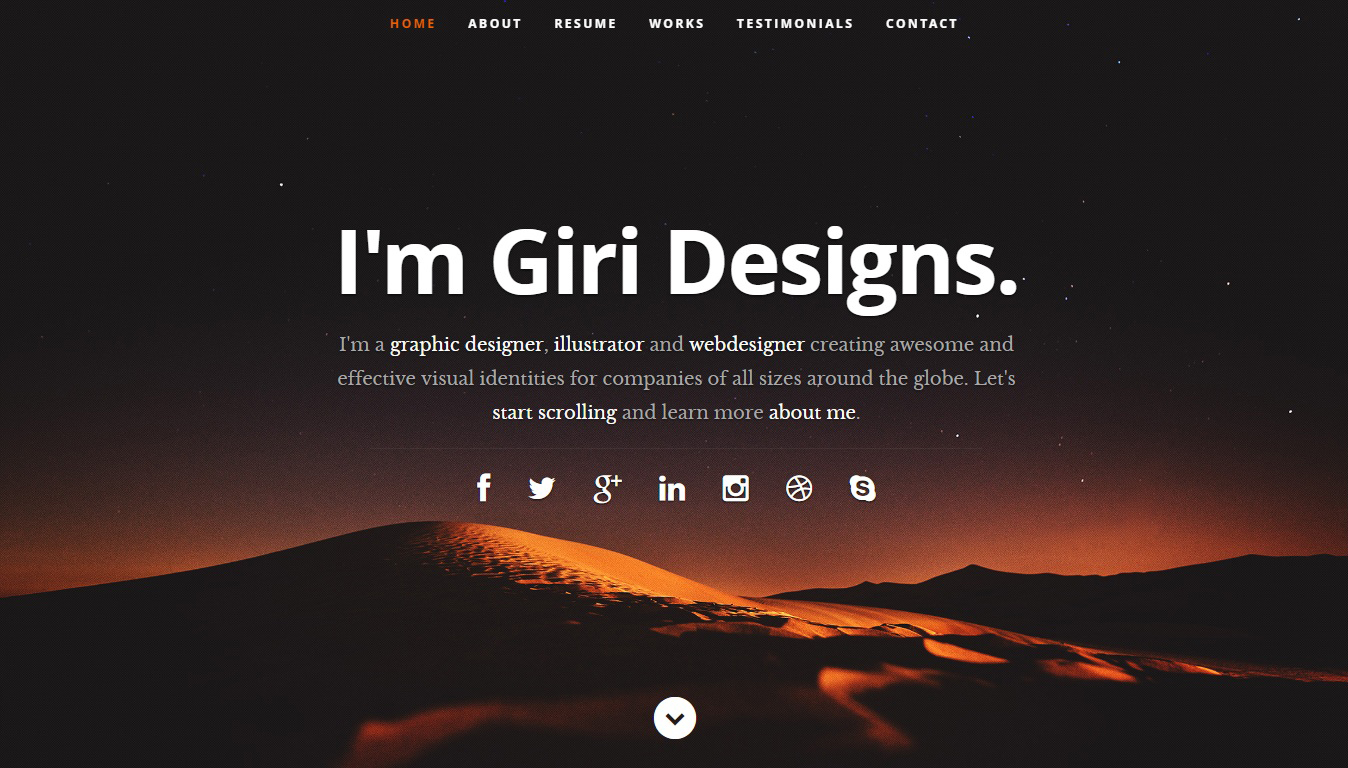 HOME ABOUT RESUME WORKS TESTIMONIALS CONTACT
I'm Giri Designs.
I'm a graphic designer, illustrator and webdesigner creating awesome and
effective visual identities for companies of all sizes around the globe. Let's
start scrolling and learn more about me.